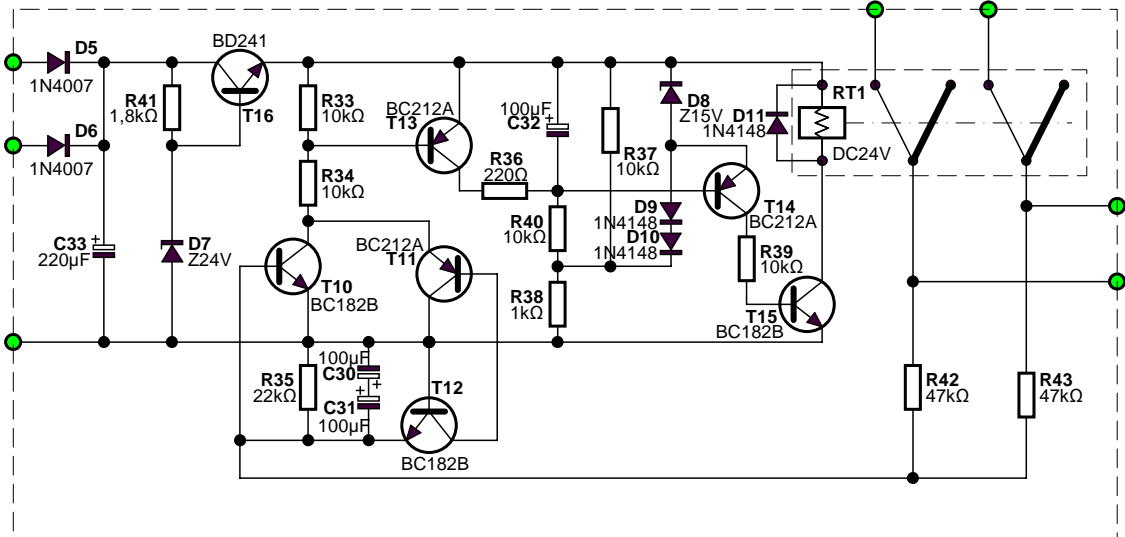 D5
1N4007
D6
1N4007
R41
1,8kΩ
BD241
T16
C33
220µF
D7
Z24V
R33
10kΩ
R34
10kΩ
BC212A
T13
R36
220Ω
100µF
C32
R37
10kΩ
D8
Z15V
D11
1N4148
RT1
DC24V
T14
BC212A
D9
1N4148
D10
1N4148
R40
10kΩ
R38
1kΩ
R39
10kΩ
T15
BC182B
BC212A
T11
T10
BC182B
R35
22kΩ
100µF
C30
C31
100µF
T12
BC182B
R42
47kΩ
R43
47kΩ